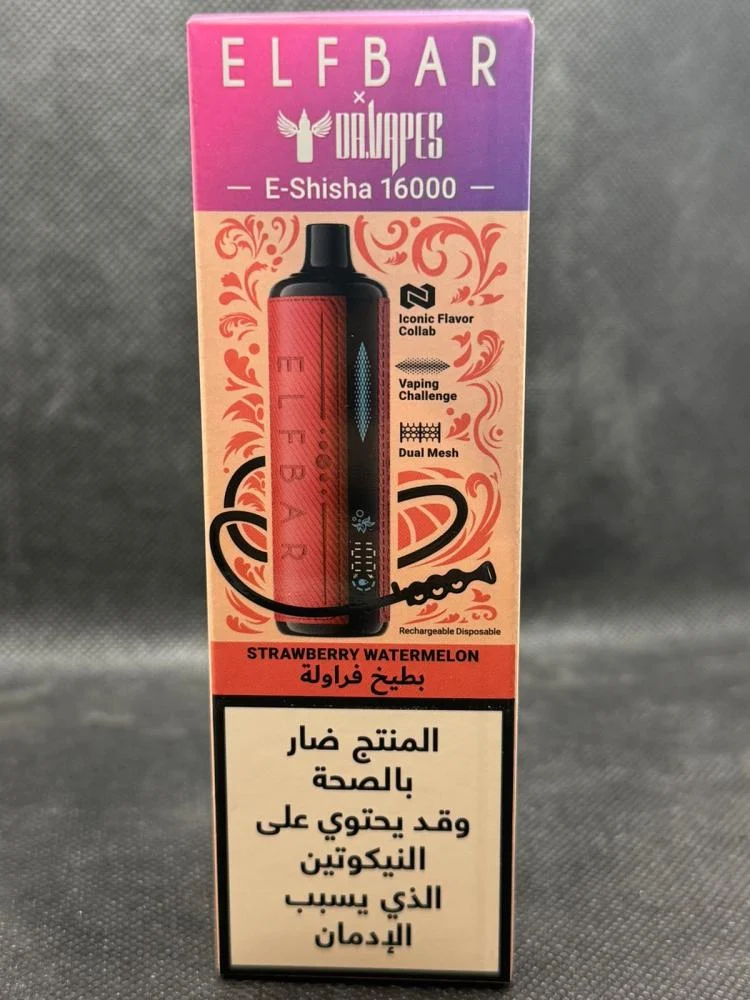 ELFBAR
×
DR.VAPES
— E-Shisha 16000 —
Iconic Flavor
Collab
Vaping
Challenge
Dual Mesh
ELFBAR
100
Rechargeable Disposable
STRAWBERRY WATERMELON
بطيخ فراولة
المنتج ضار
بالصحة
وقد يحتوي على
النيكوتين
الذي يسبب
الإدمان